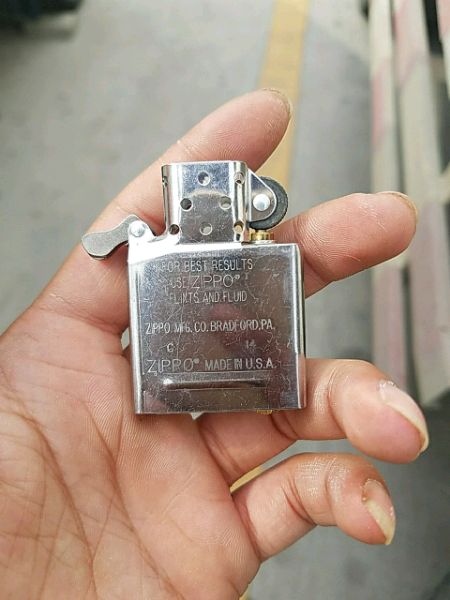 FOR BEST RESULTS
USE ZIPPO®
FLINTS AND FLUID
ZIPPO MFG. CO. BRADFORD, PA.
C 14
ZIPPO® MADE IN U.S.A.